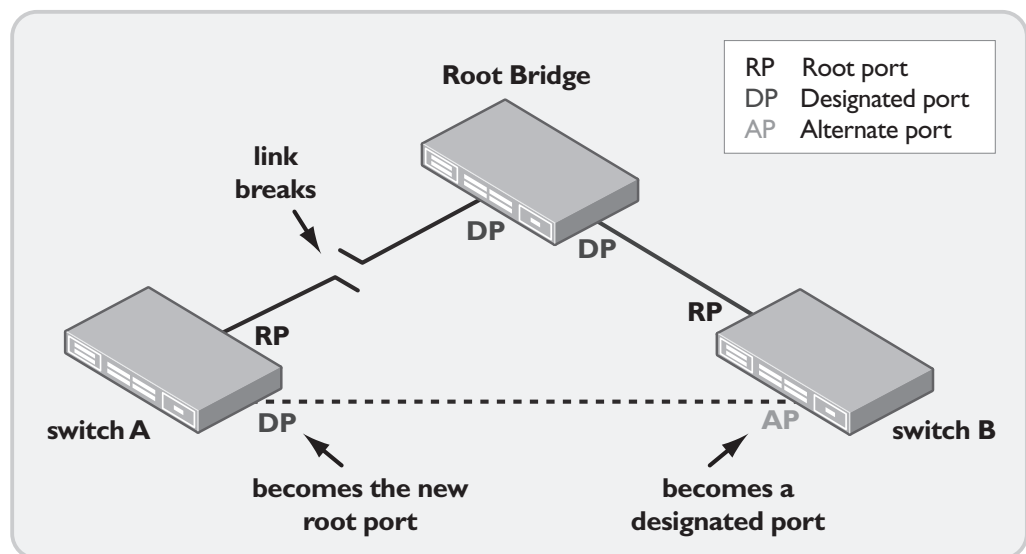 Root Bridge
RP Root port
DP Designated port
AP Alternate port
link
breaks
DP
DP
RP
RP
switch A
DP
AP
switch B
becomes the new
root port
becomes a
designated port